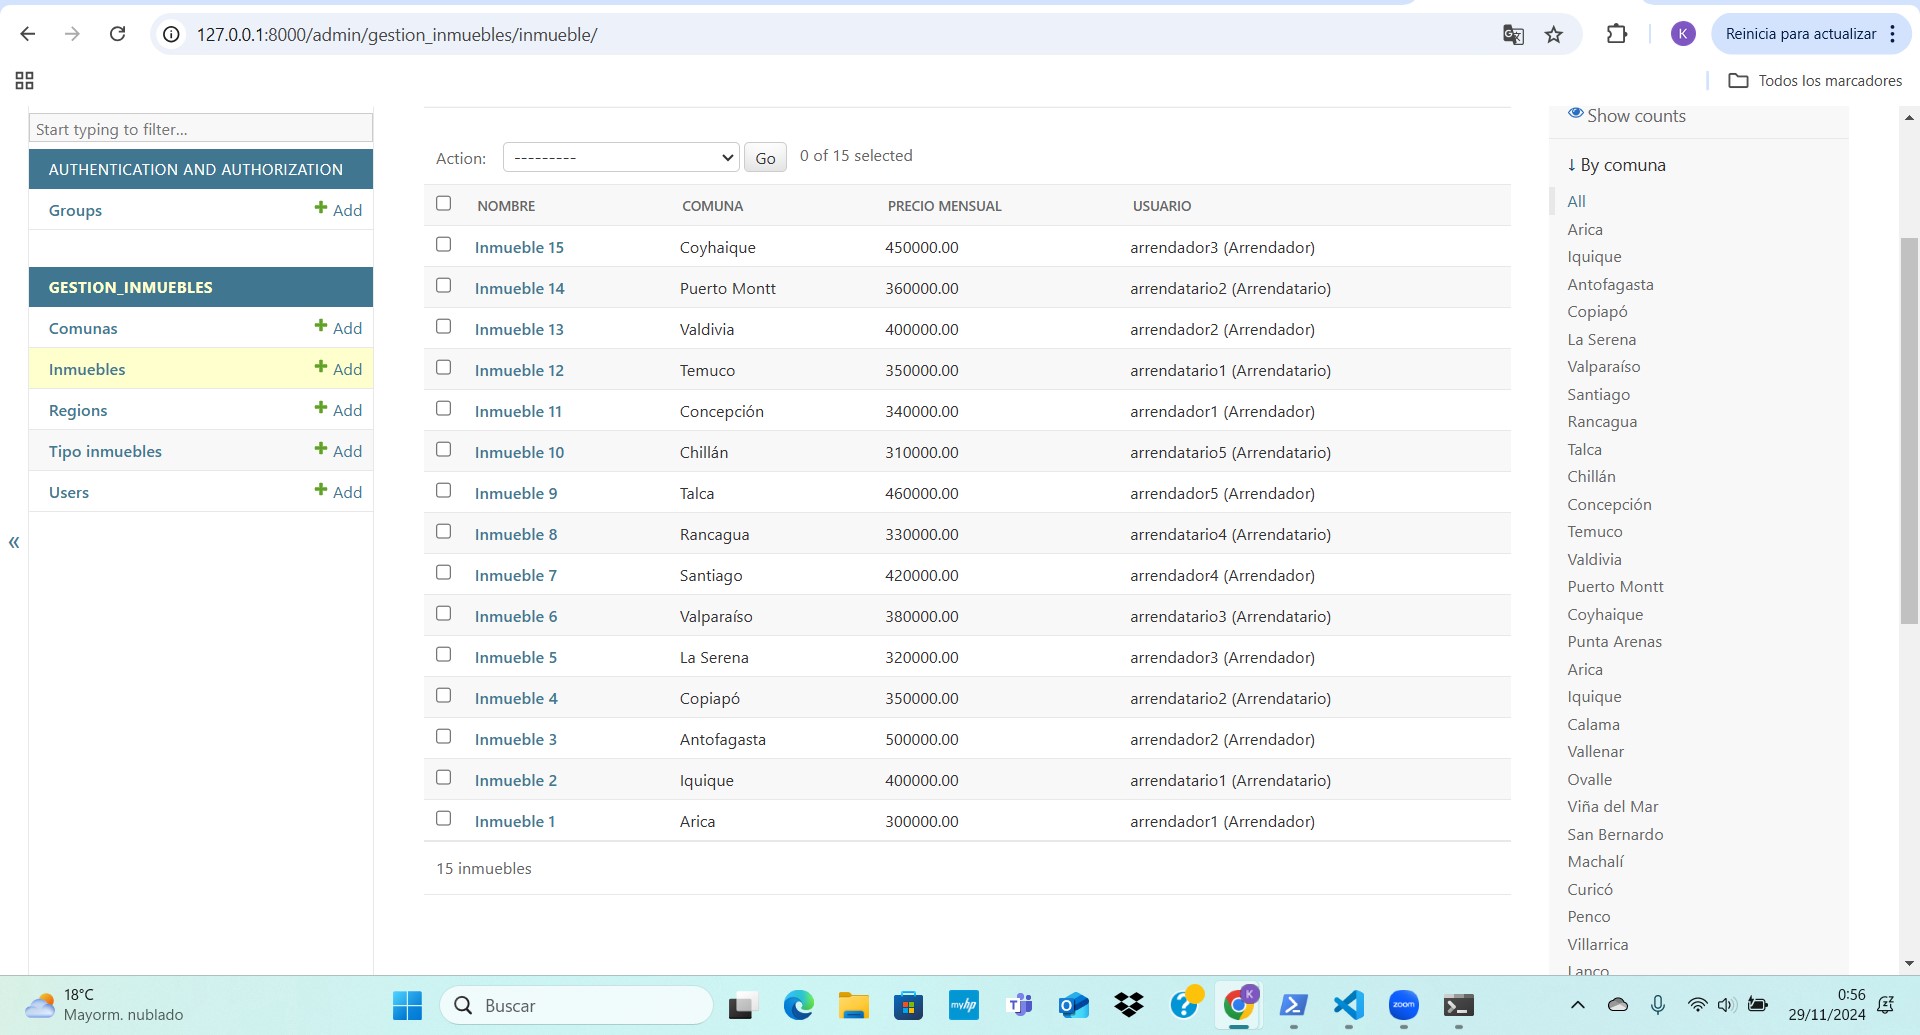 127.0.0.1:8000/admin/gestion_inmuebles/inmueble/
K
Reinicia para actualizar
Todos los marcadores
Start typing to filter...
AUTHENTICATION AND AUTHORIZATION
Groups Add
GESTION_INMUEBLES
Comunas Add
Inmuebles Add
Regions Add
Tipo inmuebles Add
Users Add
«
Action: --------- Go 0 of 15 selected
NOMBRE COMUNA PRECIO MENSUAL USUARIO
Inmueble 15 Coyhaique 450000.00 arrendador3 (Arrendador)
Inmueble 14 Puerto Montt 360000.00 arrendatario2 (Arrendatario)
Inmueble 13 Valdivia 400000.00 arrendador2 (Arrendador)
Inmueble 12 Temuco 350000.00 arrendatario1 (Arrendatario)
Inmueble 11 Concepción 340000.00 arrendador1 (Arrendador)
Inmueble 10 Chillán 310000.00 arrendatario5 (Arrendatario)
Inmueble 9 Talca 460000.00 arrendador5 (Arrendador)
Inmueble 8 Rancagua 330000.00 arrendatario4 (Arrendatario)
Inmueble 7 Santiago 420000.00 arrendador4 (Arrendador)
Inmueble 6 Valparaíso 380000.00 arrendatario3 (Arrendatario)
Inmueble 5 La Serena 320000.00 arrendador3 (Arrendador)
Inmueble 4 Copiapó 350000.00 arrendatario2 (Arrendatario)
Inmueble 3 Antofagasta 500000.00 arrendador2 (Arrendador)
Inmueble 2 Iquique 400000.00 arrendatario1 (Arrendatario)
Inmueble 1 Arica 300000.00 arrendador1 (Arrendador)
15 inmuebles
Show counts
↓ By comuna
All
Arica
Iquique
Antofagasta
Copiapó
La Serena
Valparaíso
Santiago
Rancagua
Talca
Chillán
Concepción
Temuco
Valdivia
Puerto Montt
Coyhaique
Punta Arenas
Arica
Iquique
Calama
Vallenar
Ovalle
Viña del Mar
San Bernardo
Machalí
Curicó
Penco
Villarrica
Lanco
18°C
Mayorm. nublado
Buscar
myhp
K
zoom
0:56
29/11/2024